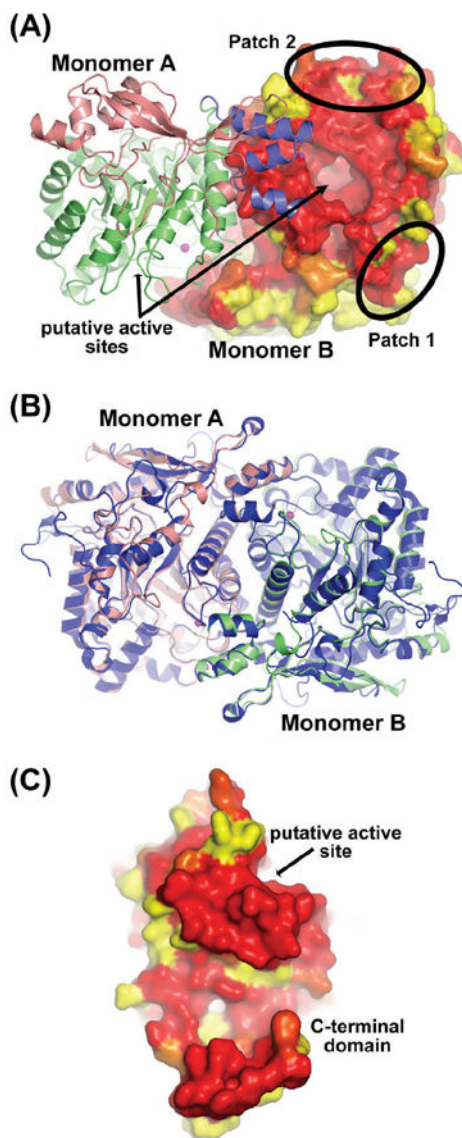 (A)
Patch 2
Monomer A
putative active
sites
Monomer B
Patch 1
(B)
Monomer A
Monomer B
(C)
putative active
site
C-terminal
domain